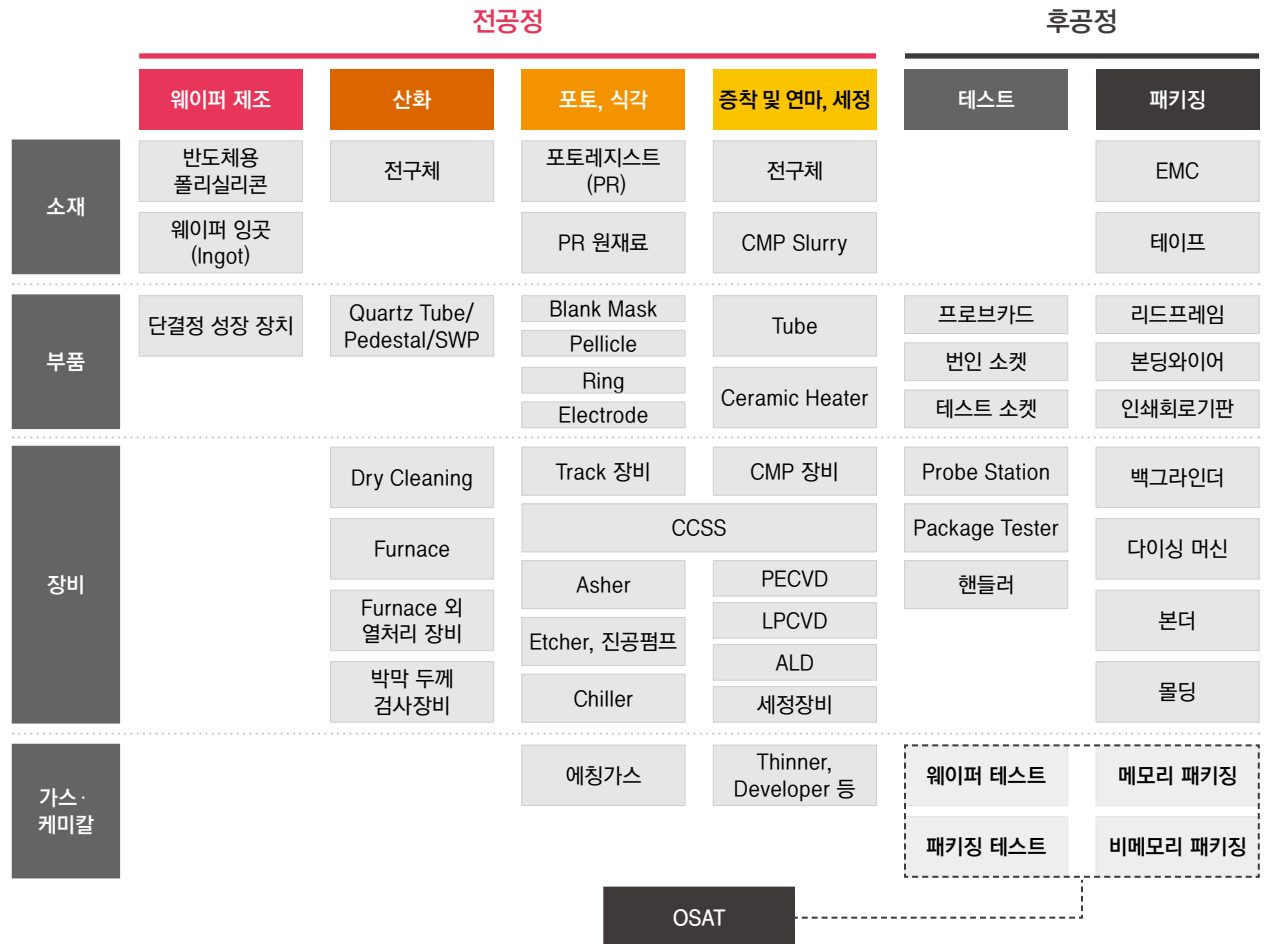 전공정
후공정
웨이퍼 제조
산화
포토, 식각
증착 및 연마, 세정
테스트
패키징
소재
반도체용
폴리실리콘
전구체
포토레지스트
(PR)
전구체
EMC
웨이퍼 잉곳
(Ingot)
PR 원재료
CMP Slurry
테이프
부품
단결정 성장 장치
Quartz Tube/
Pedestal/SWP
Blank Mask
Pellicle
Ring
Electrode
Tube
Ceramic Heater
프로브카드
번인 소켓
테스트 소켓
리드프레임
본딩와이어
인쇄회로기판
장비
Dry Cleaning
Furnace
Furnace 외
열처리 장비
박막 두께
검사장비
Track 장비
CMP 장비
CCSS
Asher
Etcher, 진공펌프
Chiller
PECVD
LPCVD
ALD
세정장비
Probe Station
Package Tester
핸들러
백그라인더
다이싱 머신
본더
몰딩
가스·
케미칼
에칭가스
Thinner,
Developer 등
웨이퍼 테스트
메모리 패키징
패키징 테스트
비메모리 패키징
OSAT